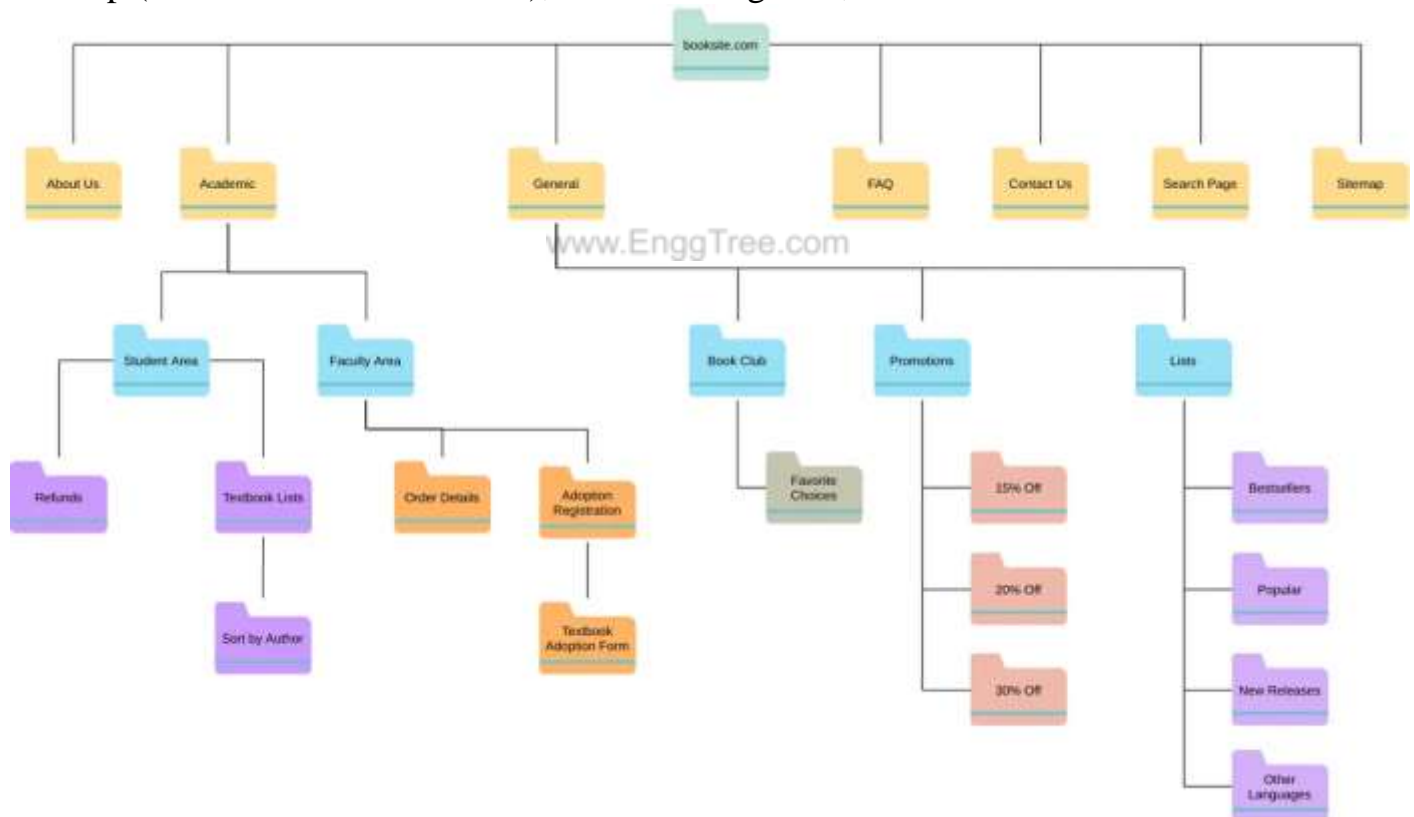 booksite.com
About Us
Academic
General
FAQ
Contact Us
Search Page
Sitemap
www.EnggTree.com
Student Area
Faculty Area
Book Club
Promotions
Lists
Refunds
Textbook Lists
Order Details
Adoption
Registration
Favorite
Choices
15% Off
Bestsellers
20% Off
Popular
Sort by Author
Textbook
Adoption Form
30% Off
New Releases
Other
Languages